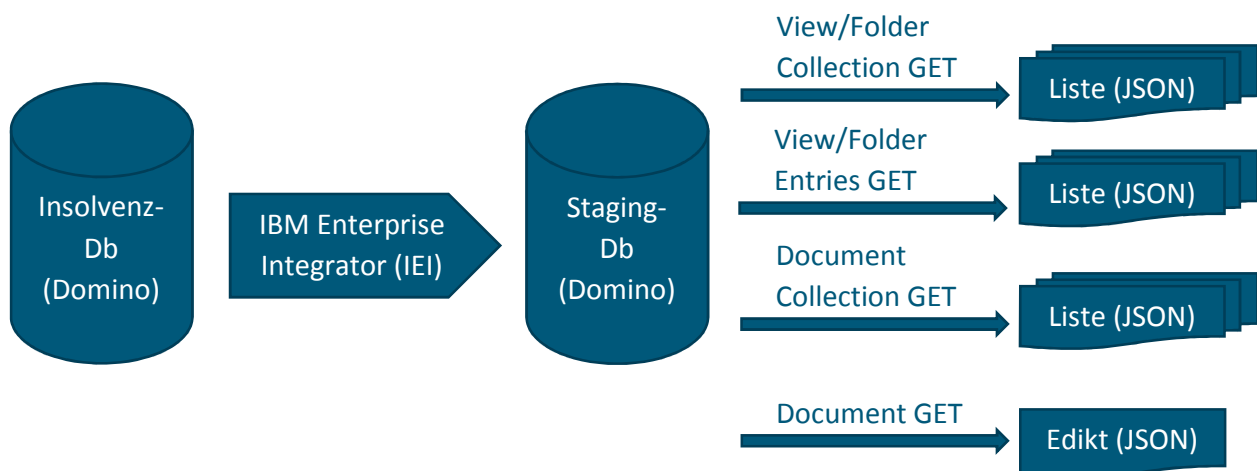 Insolvenz-
Db
(Domino)
IBM Enterprise
Integrator (IEI)
Staging-
Db
(Domino)
View/Folder
Collection GET
Liste (JSON)
View/Folder
Entries GET
Liste (JSON)
Document
Collection GET
Liste (JSON)
Document GET
Edikt (JSON)